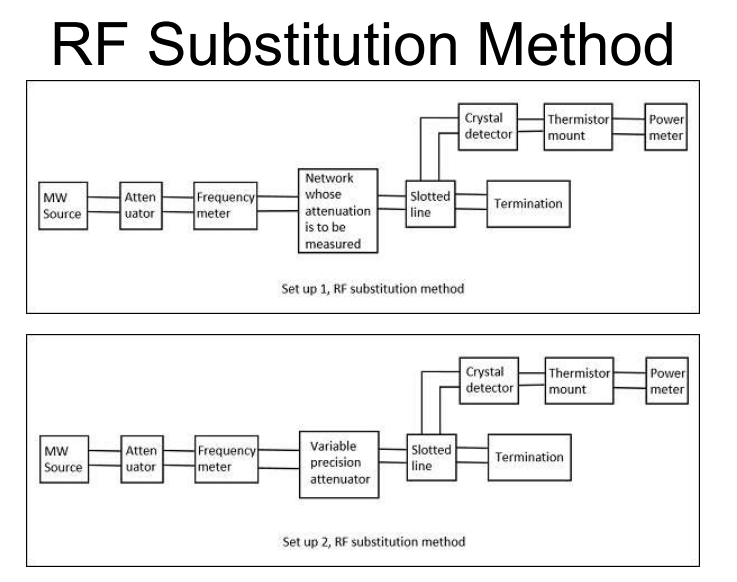 RF Substitution Method
Crystal
detector
Thermistor
mount
Power
meter
MW
Source
Atten
uator
Frequency
meter
Network
whose
attenuation
is to be
measured
Slotted
line
Termination
Set up 1, RF substitution method
Crystal
detector
Thermistor
mount
Power
meter
MW
Source
Atten
uator
Frequency
meter
Variable
precision
attenuator
Slotted
line
Termination
Set up 2, RF substitution method